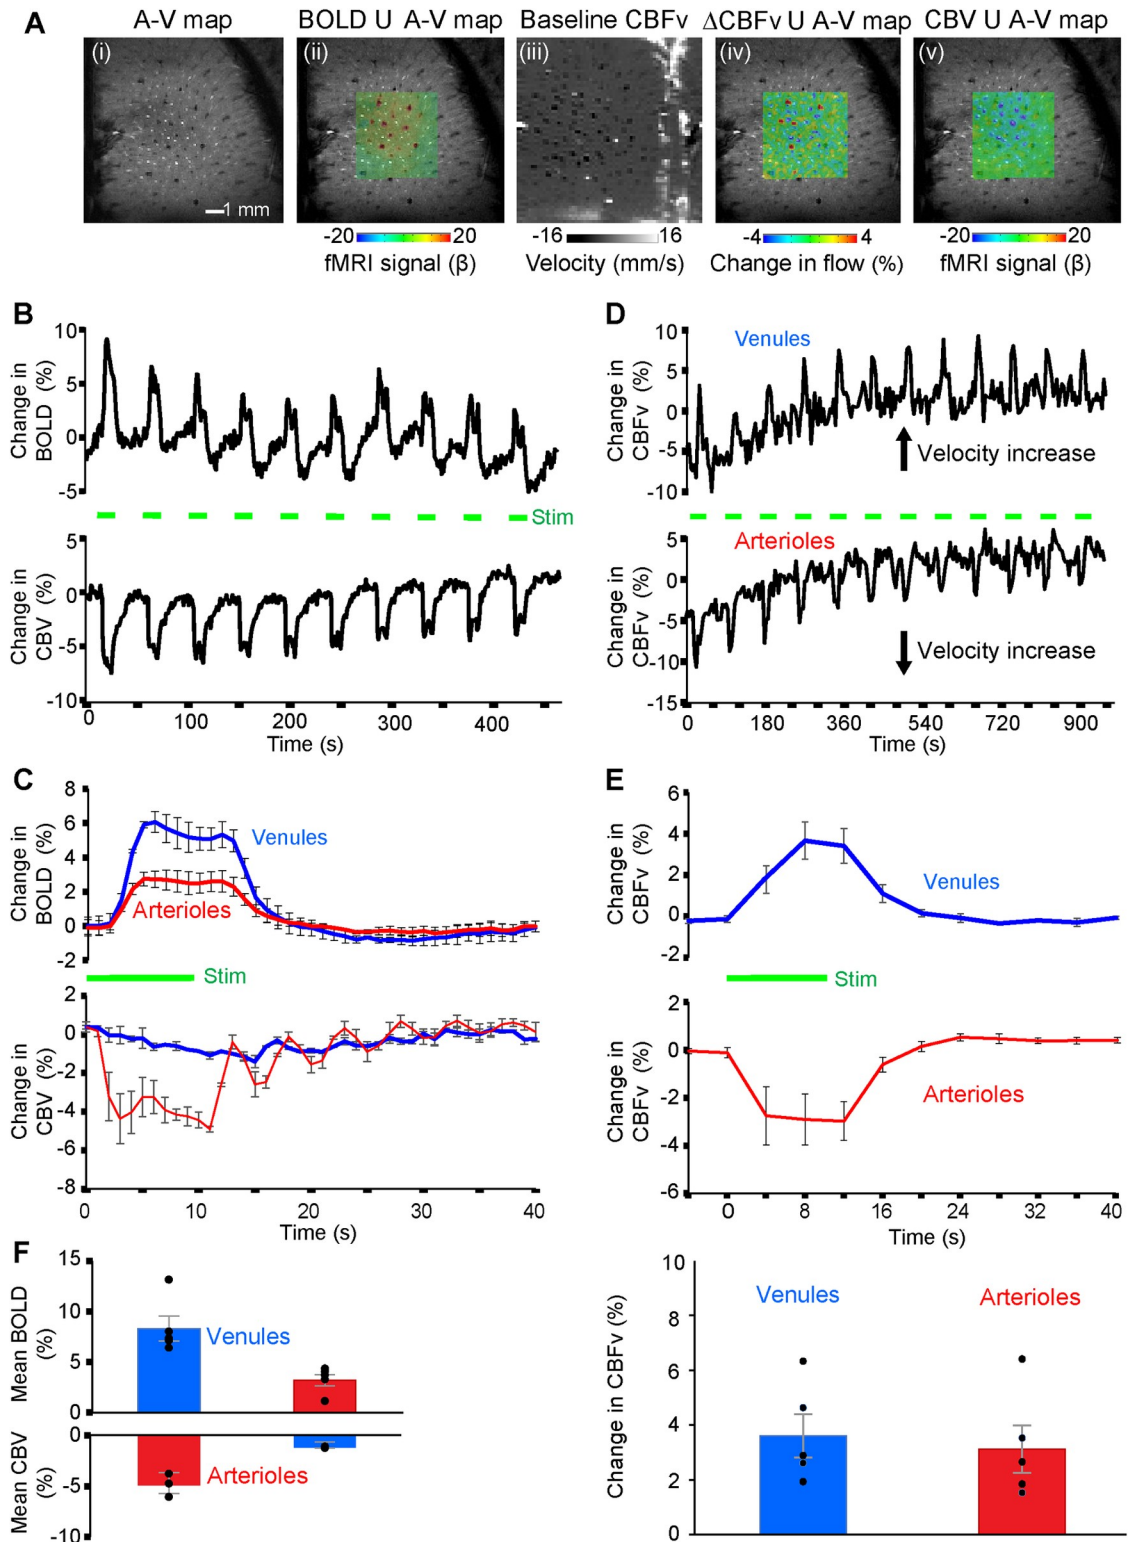 A
A-V map
BOLD U A-V map
Baseline CBFv
ΔCBFv U A-V map
CBV U A-V map
(i)
(ii)
(iii)
(iv)
(v)
1 mm
-20 20
-16 16
-4 4
-20 20
fMRI signal (β)
Velocity (mm/s)
Change in flow (%)
fMRI signal (β)
B
Change in
BOLD (%)
10
5
0
-5
Stim
Change in
CBV (%)
5
0
-5
-10
0 100 200 300 400
Time (s)
D
Change in
CBFv (%)
10
5
0
-5
-10
Venules
Velocity increase
Change in
CBFv (%)
5
0
-5
-10
-15
Arterioles
Velocity increase
0 180 360 540 720 900
Time (s)
C
Change in
BOLD (%)
8
6
4
2
0
-2
Venules
Arterioles
Stim
Change in
CBV (%)
2
0
-2
-4
-6
-8
0 10 20 30 40
Time (s)
E
Change in
CBFv (%)
6
4
2
0
-2
Venules
Stim
Change in
CBFv (%)
2
0
-2
-4
-6
Arterioles
0 8 16 24 32 40
Time (s)
F
Mean BOLD
(%)
15
10
5
0
Venules
Mean CBV
(%)
0
-5
-10
Arterioles
Change in CBFv (%)
10
8
6
4
2
0
Venules
Arterioles